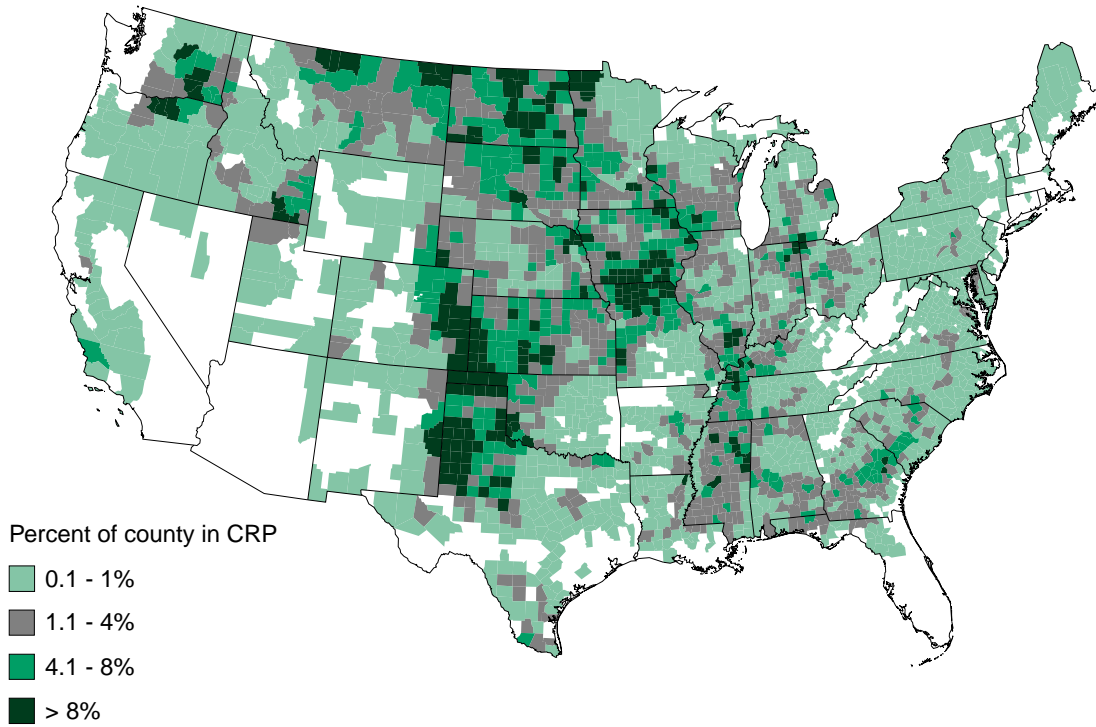 Percent of county in CRP
0.1 - 1%
1.1 - 4%
4.1 - 8%
> 8%